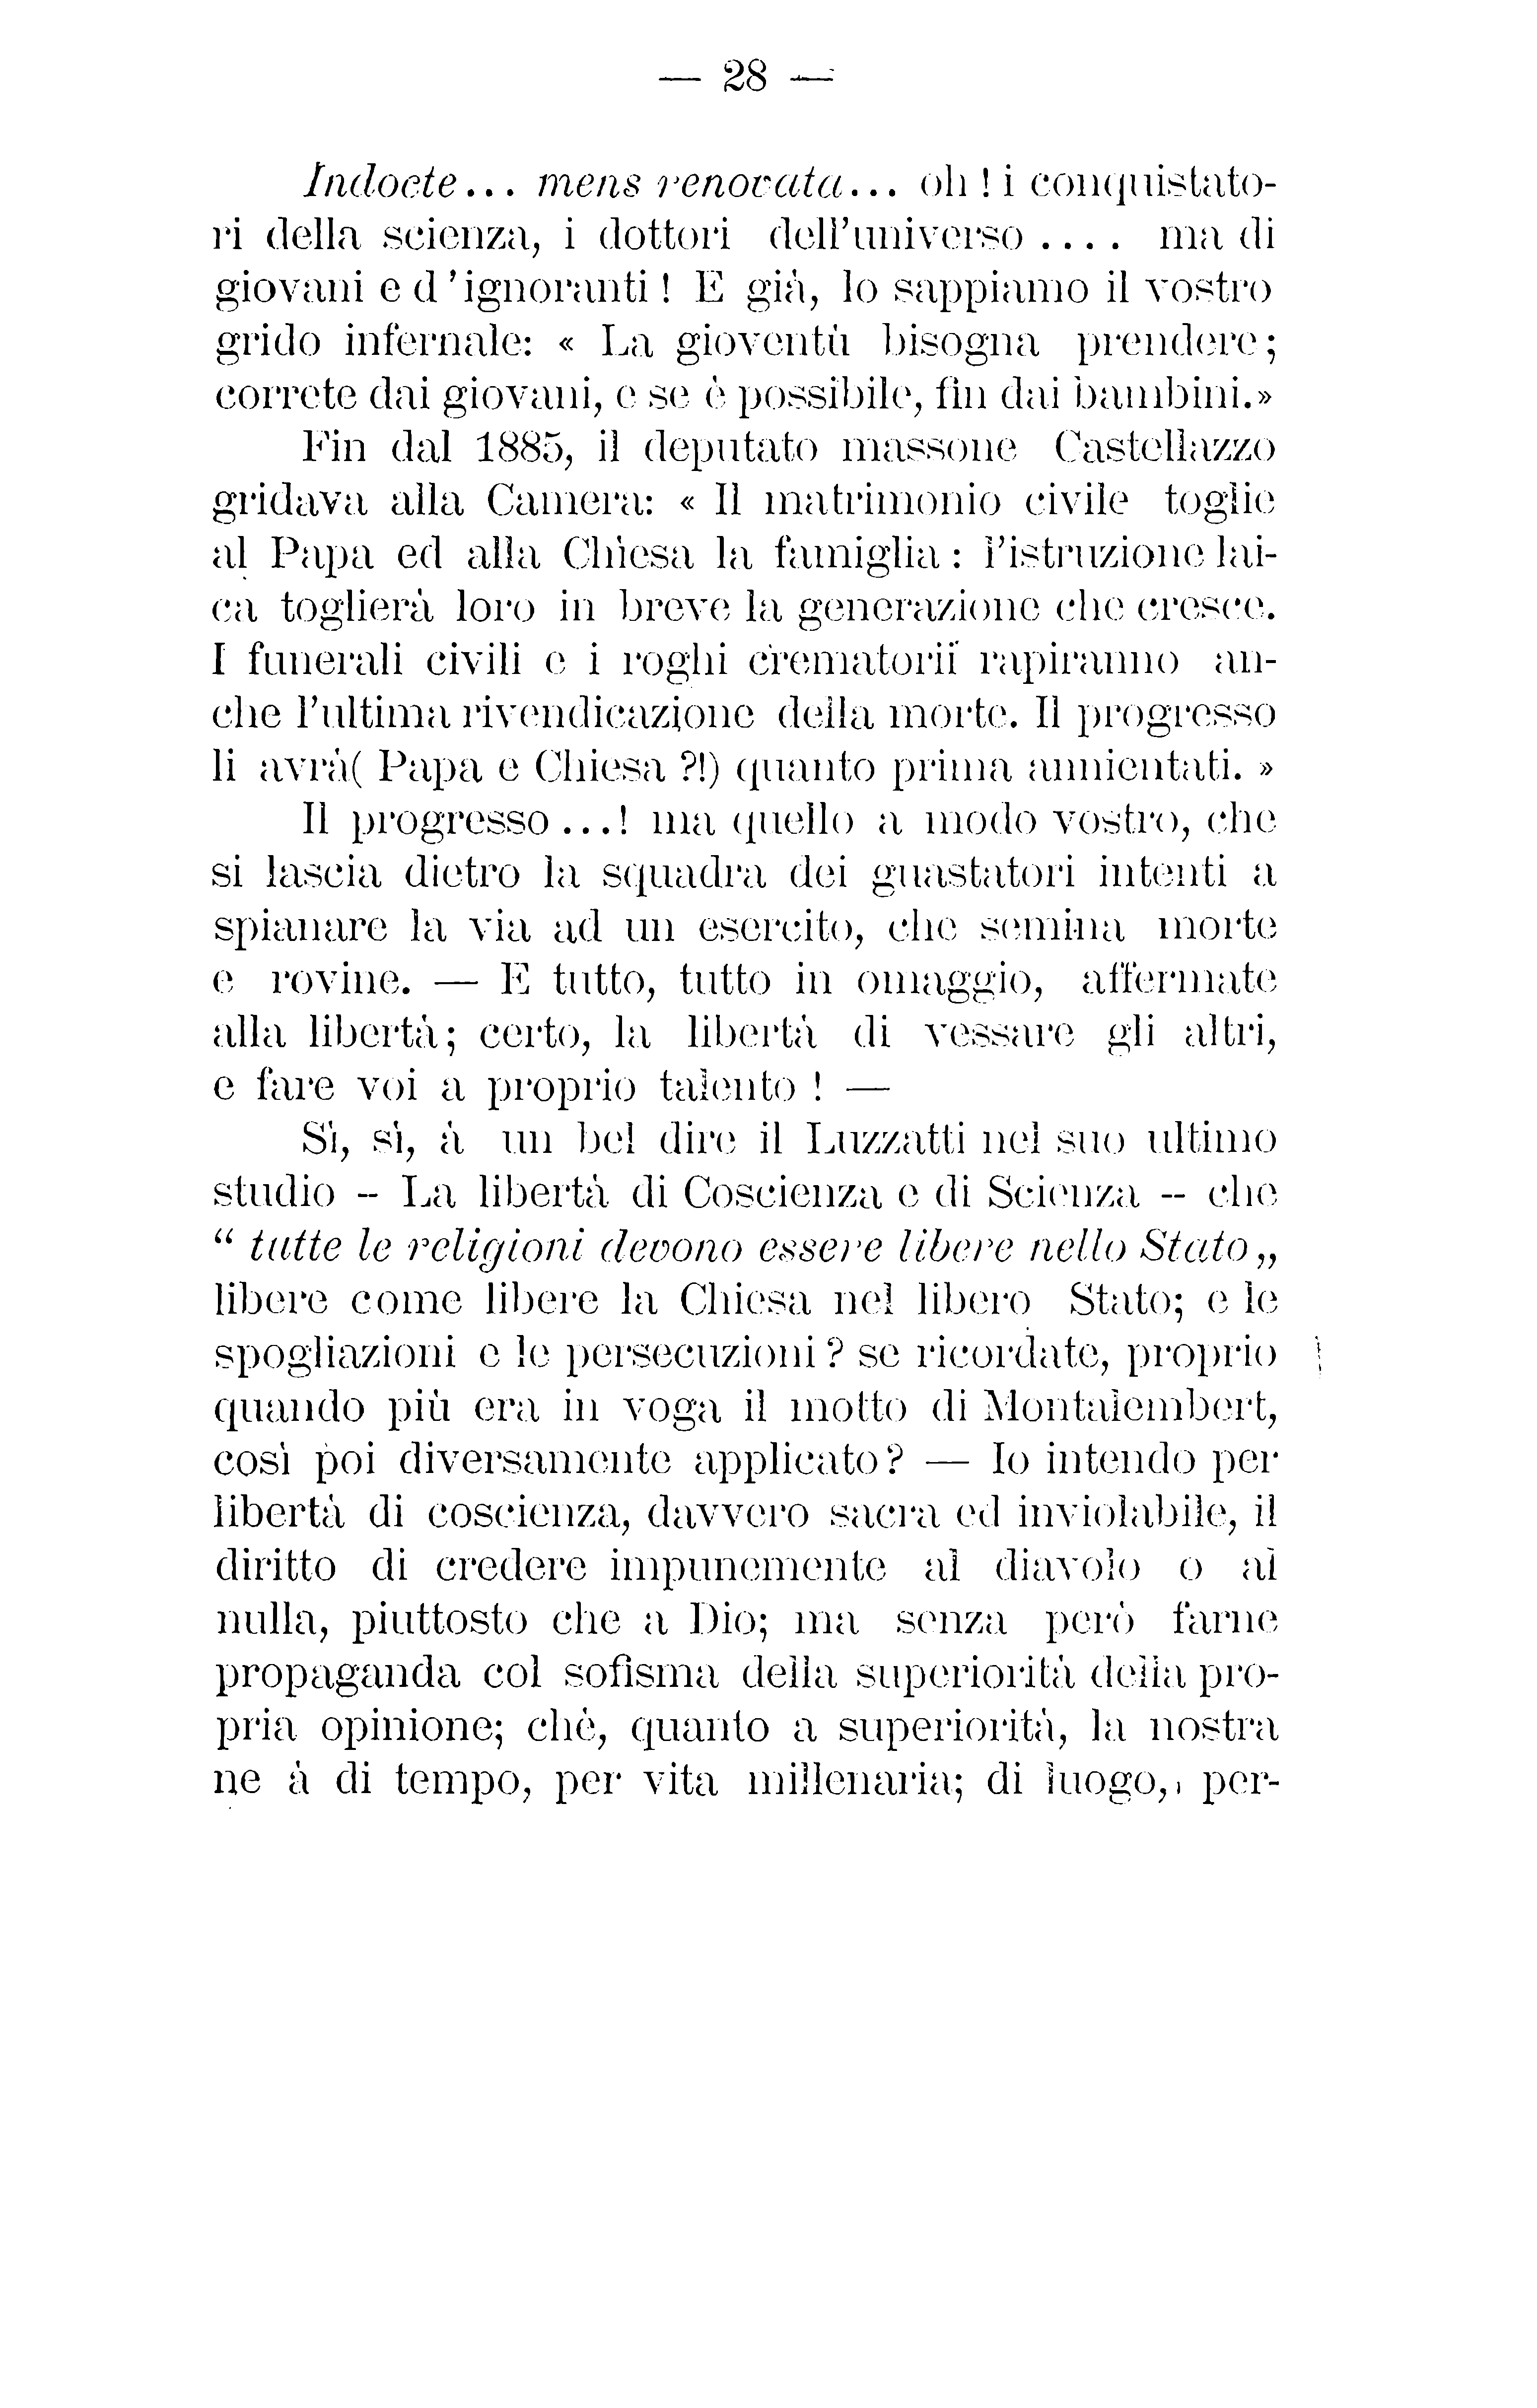 — 28 —
Indocte... mens renovata... oh! i conquistato-
ri della scienza, i dottori dell'universo .... ma di
giovani e d'ignoranti! E già, lo sappiamo il vostro
grido infernale: « La gioventù bisogna prendere;
correte dai giovani, e se è possibile, fin dai bambini.»
Fin dal 1885, il deputato massone Castellazzo
gridava alla Camera: « Il matrimonio civile toglie
al Papa ed alla Chiesa la famiglia: l'istruzione lai-
ca toglierà loro in breve la generazione che cresce.
I funerali civili e i roghi crematorii rapiranno an-
che l'ultima rivendicazione della morte. Il progresso
li avrà( Papa e Chiesa ?!) quanto prima annientati. »
Il progresso...! ma quello a modo vostro, che
si lascia dietro la squadra dei guastatori intenti a
spianare la via ad un esercito, che semina morte
e rovine. — E tutto, tutto in omaggio, affermate
alla libertà; certo, la libertà di vessare gli altri,
e fare voi a proprio talento! —
Sì, sì, à un bel dire il Luzzatti nel suo ultimo
studio -- La libertà di Coscienza e di Scienza -- che
“ tutte le religioni devono essere libere nello Stato„
libere come libere la Chiesa nel libero Stato; e le
spogliazioni e le persecuzioni? se ricordate, proprio
quando più era in voga il motto di Montalembert,
così poi diversamente applicato? — Io intendo per
libertà di coscienza, davvero sacra ed inviolabile, il
diritto di credere impunemente al diavolo o al
nulla, piuttosto che a Dio; ma senza però farne
propaganda col sofisma della superiorità della pro-
pria opinione; chè, quanto a superiorità, la nostra
ne à di tempo, per vita millenaria; di luogo, per-